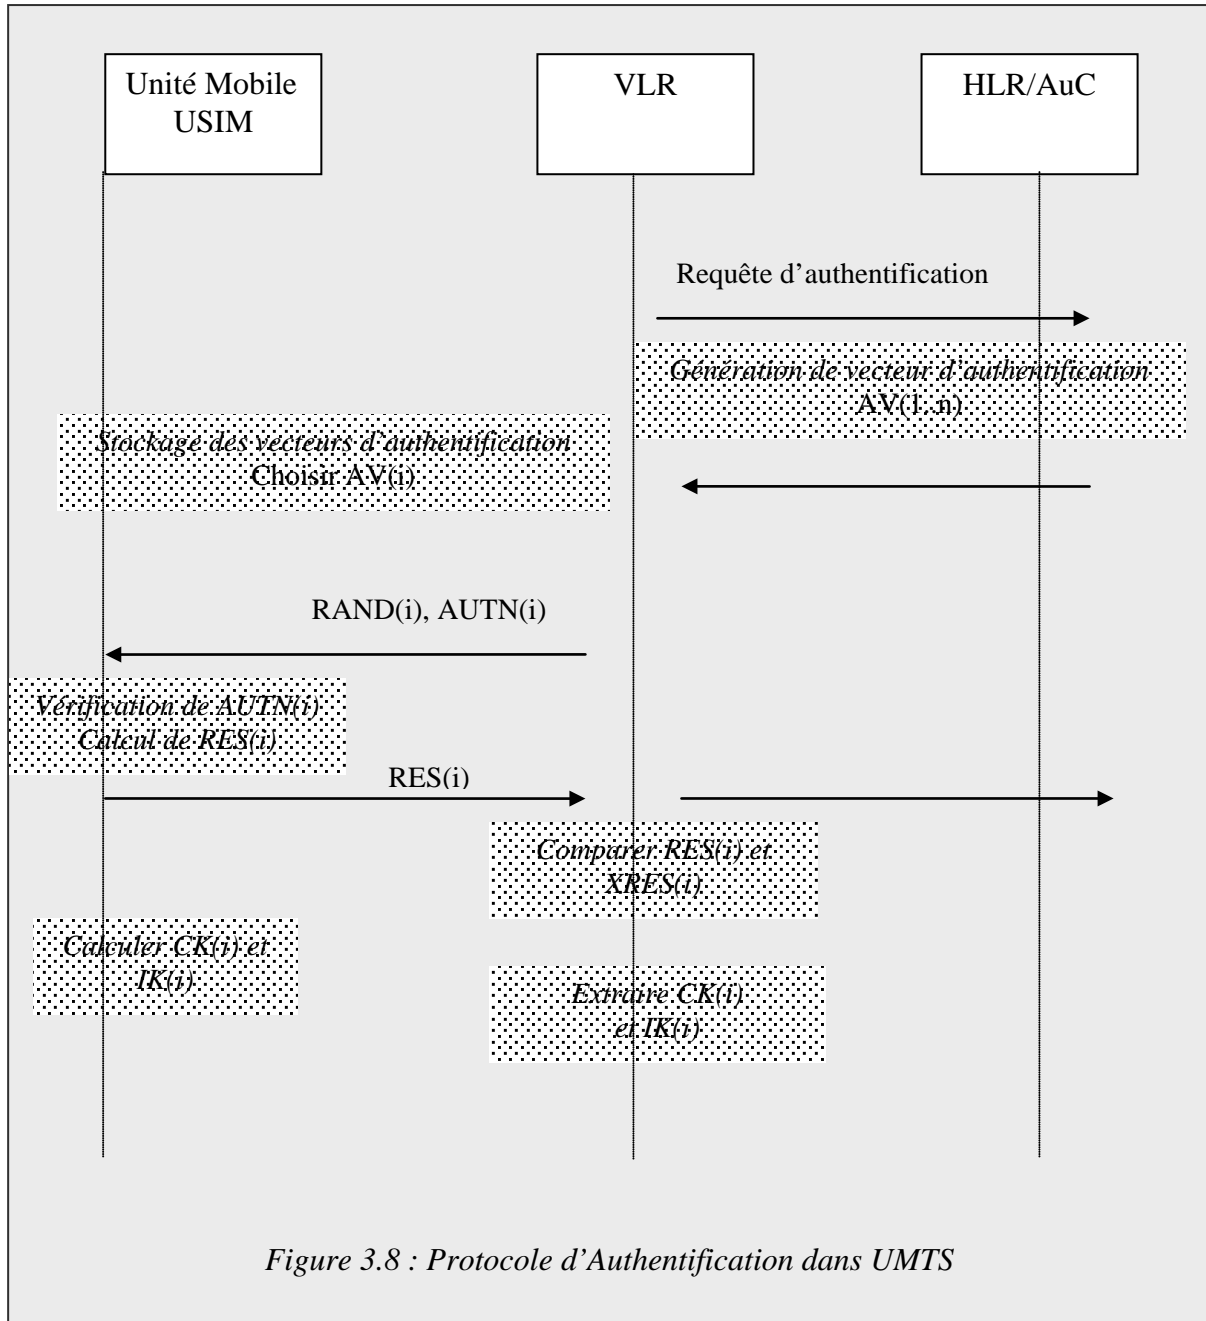 Unité Mobile
USIM
VLR
HLR/AuC
Requête d’authentification
Génération de vecteur d’authentification
AV(1..n)
Stockage des vecteurs d’authentification
Choisir AV(i)
RAND(i), AUTN(i)
Vérification de AUTN(i)
Calcul de RES(i)
RES(i)
Comparer RES(i) et
XRES(i)
Calculer CK(i) et
IK(i)
Extraire CK(i)
et IK(i)
Figure 3.8 : Protocole d’Authentification dans UMTS